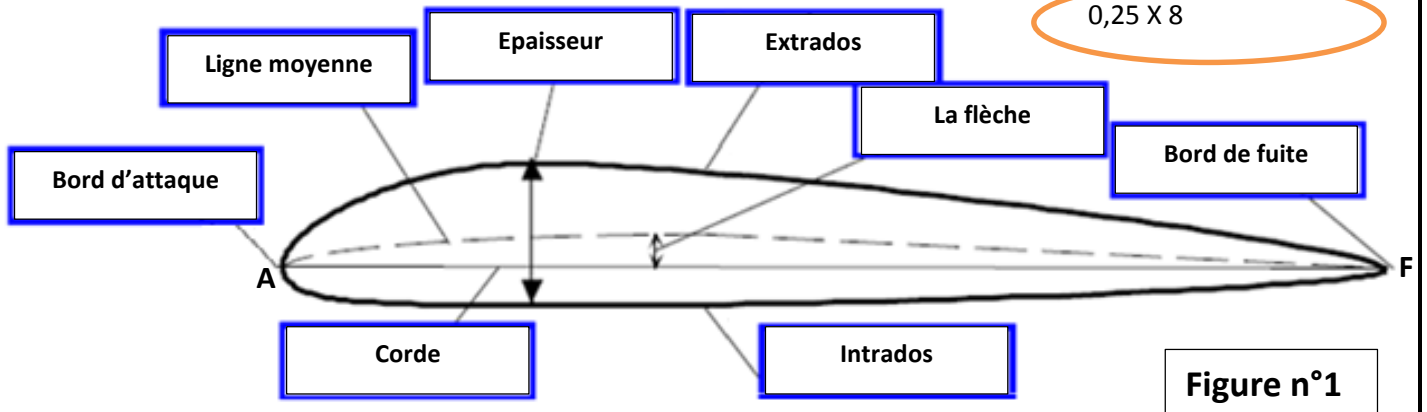 0,25 X 8
Epaisseur
Extrados
Ligne moyenne
La flèche
Bord de fuite
Bord d’attaque
A
F
Corde
Intrados
Figure n°1